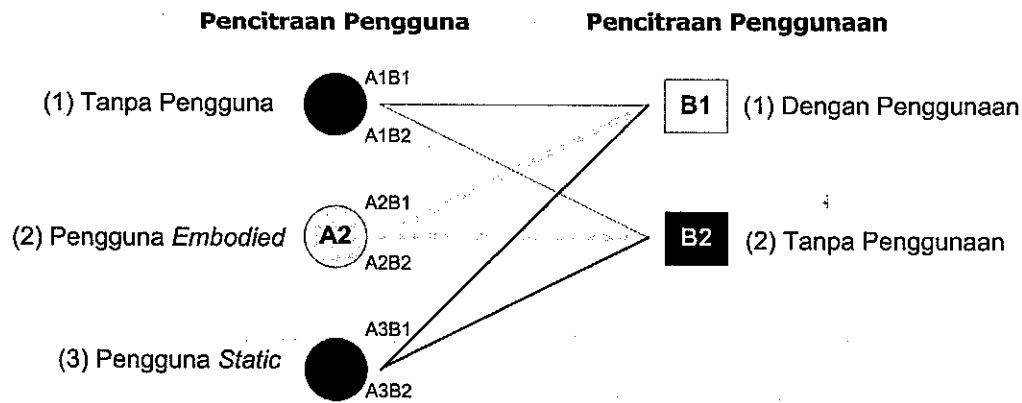 Pencitraan Pengguna Pencitraan Penggunaan
A1B1
(1) Tanpa Pengguna B1 (1) Dengan Penggunaan
A1B2
A2B1
(2) Pengguna Embodied A2 B2 (2) Tanpa Penggunaan
A2B2
A3B1
(3) Pengguna Static
A3B2